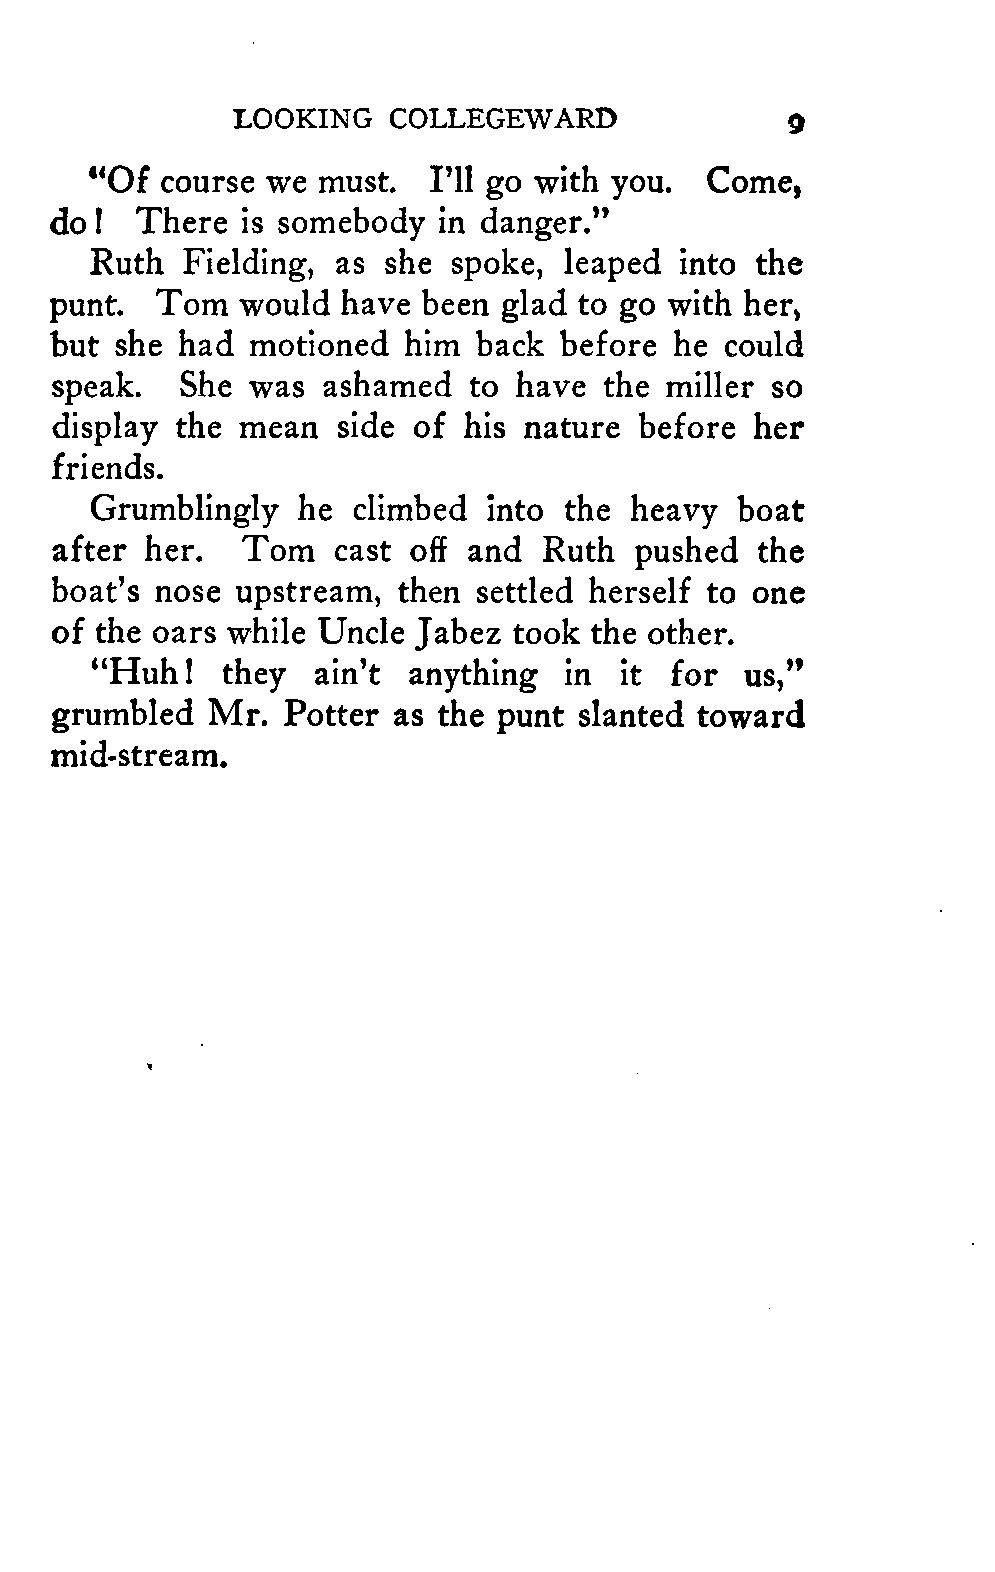 LOOKING COLLEGEWARD 9
“Of course we must. I’ll go with you. Come,
do! There is somebody in danger.”
Ruth Fielding, as she spoke, leaped into the
punt. Tom would have been glad to go with her,
but she had motioned him back before he could
speak. She was ashamed to have the miller so
display the mean side of his nature before her
friends.
Grumblingly he climbed into the heavy boat
after her. Tom cast off and Ruth pushed the
boat’s nose upstream, then settled herself to one
of the oars while Uncle Jabez took the other.
“Huh! they ain’t anything in it for us,”
grumbled Mr. Potter as the punt slanted toward
mid-stream.